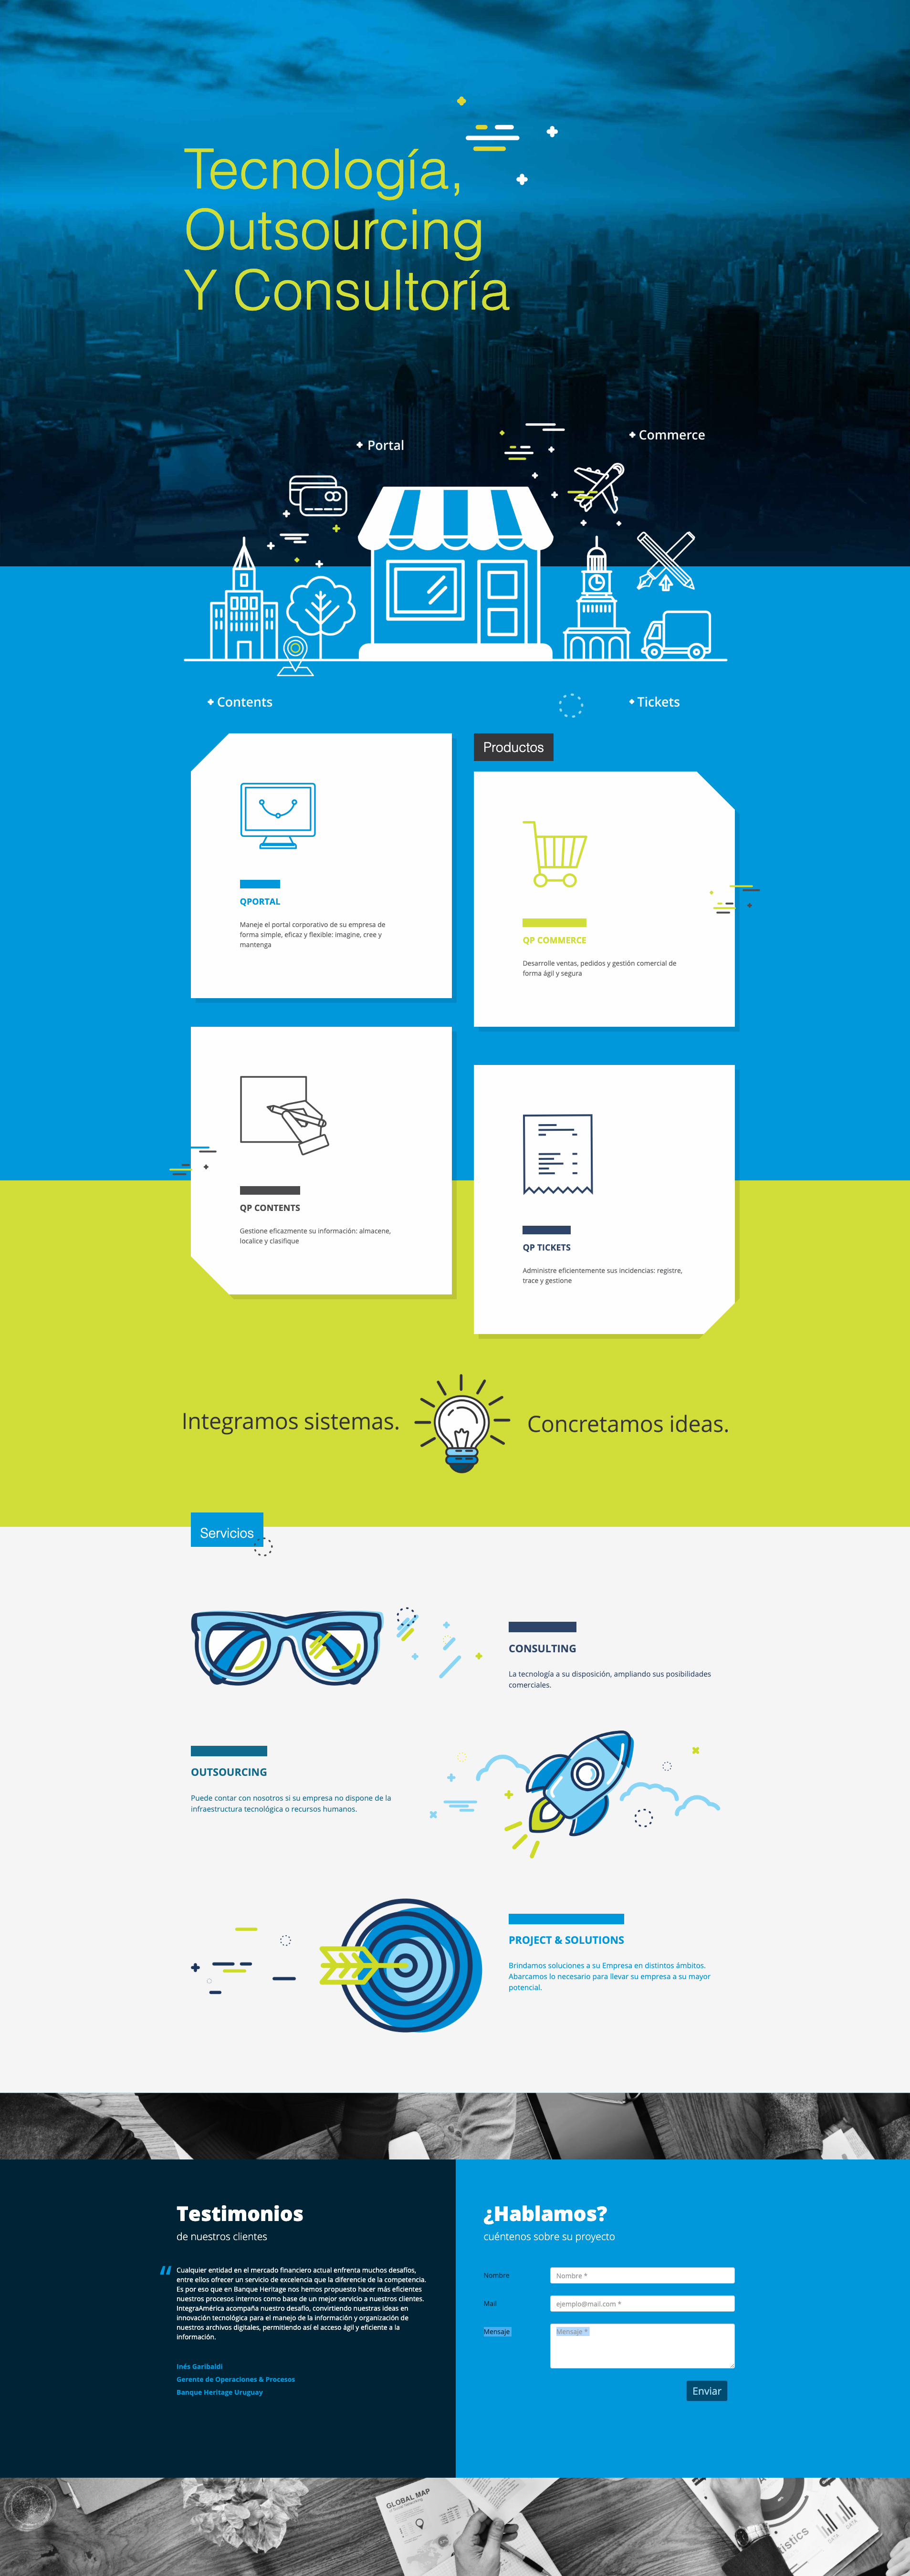 Tecnología,
Outsourcing
Y Consultoría
Portal
Commerce
Contents
Tickets
Productos
QPORTAL
Maneje el portal corporativo de su empresa de
forma simple, eficaz y flexible: imagine, cree y
mantenga
QP COMMERCE
Desarrolle ventas, pedidos y gestión comercial de
forma ágil y segura
QP CONTENTS
Gestione eficazmente su información: almacene,
localice y clasifique
QP TICKETS
Administre eficientemente sus incidencias: registre,
trace y gestione
Integramos sistemas.
Concretamos ideas.
Servicios
CONSULTING
La tecnología a su disposición, ampliando sus posibilidades
comerciales.
OUTSOURCING
Puede contar con nosotros si su empresa no dispone de la
infraestructura tecnológica o recursos humanos.
PROJECT & SOLUTIONS
Brindamos soluciones a su Empresa en distintos ámbitos.
Abarcamos lo necesario para llevar su empresa a su mayor
potencial.
Testimonios
de nuestros clientes
Cualquier entidad en el mercado financiero actual enfrenta muchos desafíos,
entre ellos ofrecer un servicio de excelencia que la diferencie de la competencia.
Es por eso que en Banque Heritage nos hemos propuesto hacer más eficientes
nuestros procesos internos como base de un mejor servicio a nuestros clientes.
IntegraAmérica acompaña nuestro desafío, convirtiendo nuestras ideas en
innovación tecnológica para el manejo de la información y organización de
nuestros archivos digitales, permitiendo así el acceso ágil y eficiente a la
información.
Inés Garibaldi
Gerente de Operaciones & Procesos
Banque Heritage Uruguay
¿Hablamos?
cuéntenos sobre su proyecto
Nombre
Nombre *
Mail
ejemplo@mail.com *
Mensaje
Mensaje *
Enviar
GLOBAL MAP
DATA
DATA